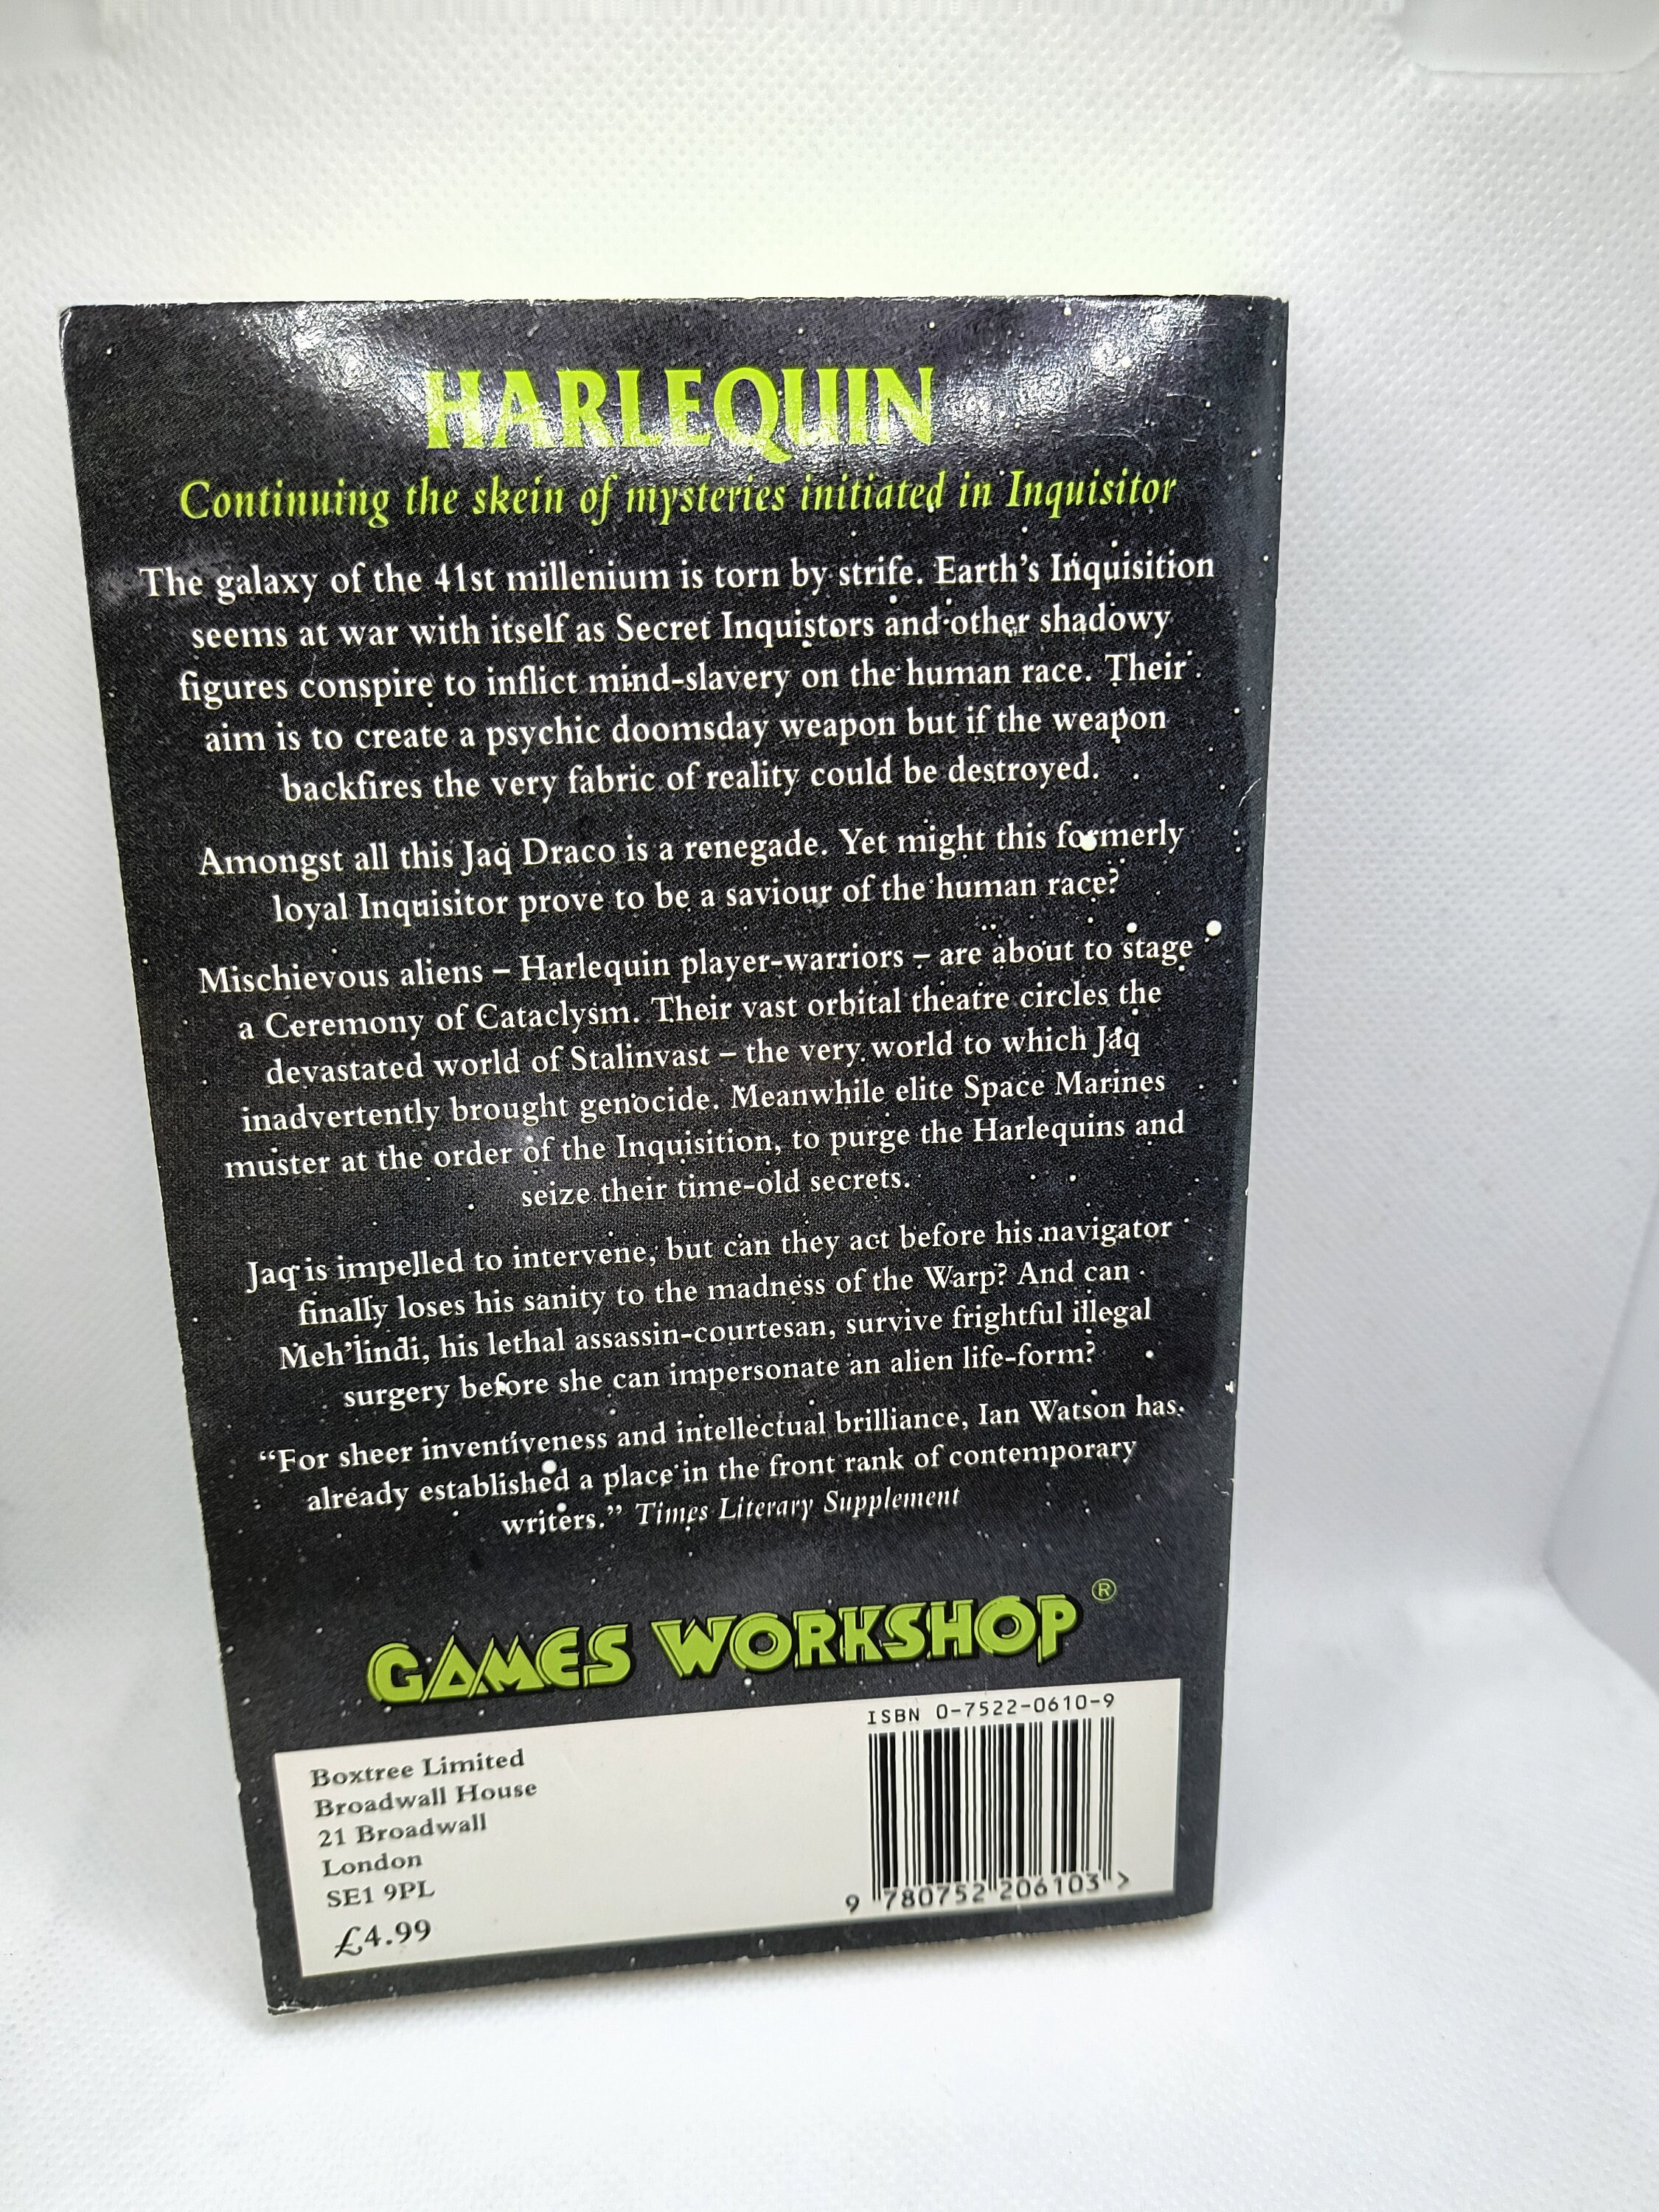 HARLEQUIN
Continuing the skein of mysteries initiated in Inquisitor
The galaxy of the 41st millenium is torn by strife. Earth's Inquisition
seems at war with itself as Secret Inquistors and other shadowy
figures conspire to inflict mind-slavery on the human race. Their
aim is to create a psychic doomsday weapon but if the weapon
backfires the very fabric of reality could be destroyed.
Amongst all this Jaq Draco is a renegade. Yet might this formerly
loyal Inquisitor prove to be a saviour of the human race?
Mischievous aliens – Harlequin player-warriors – are about to stage
a Ceremony of Cataclysm. Their vast orbital theatre circles the
devastated world of Stalinvast – the very world to which Jaq
inadvertently brought genocide. Meanwhile elite Space Marines
muster at the order of the Inquisition, to purge the Harlequins and
seize their time-old secrets.
Jaq is impelled to intervene, but can they act before his navigator
finally loses his sanity to the madness of the Warp? And can
Meh'lindi, his lethal assassin-courtesan, survive frightful illegal
surgery before she can impersonate an alien life-form?
“For sheer inventiveness and intellectual brilliance, Ian Watson has
already established a place in the front rank of contemporary
writers.” Times Literary Supplement
GAMES WORKSHOP®
ISBN 0-7522-0610-9
Boxtree Limited
Broadwall House
21 Broadwall
London
SE1 9PL
£4.99
9 780752 206103 >